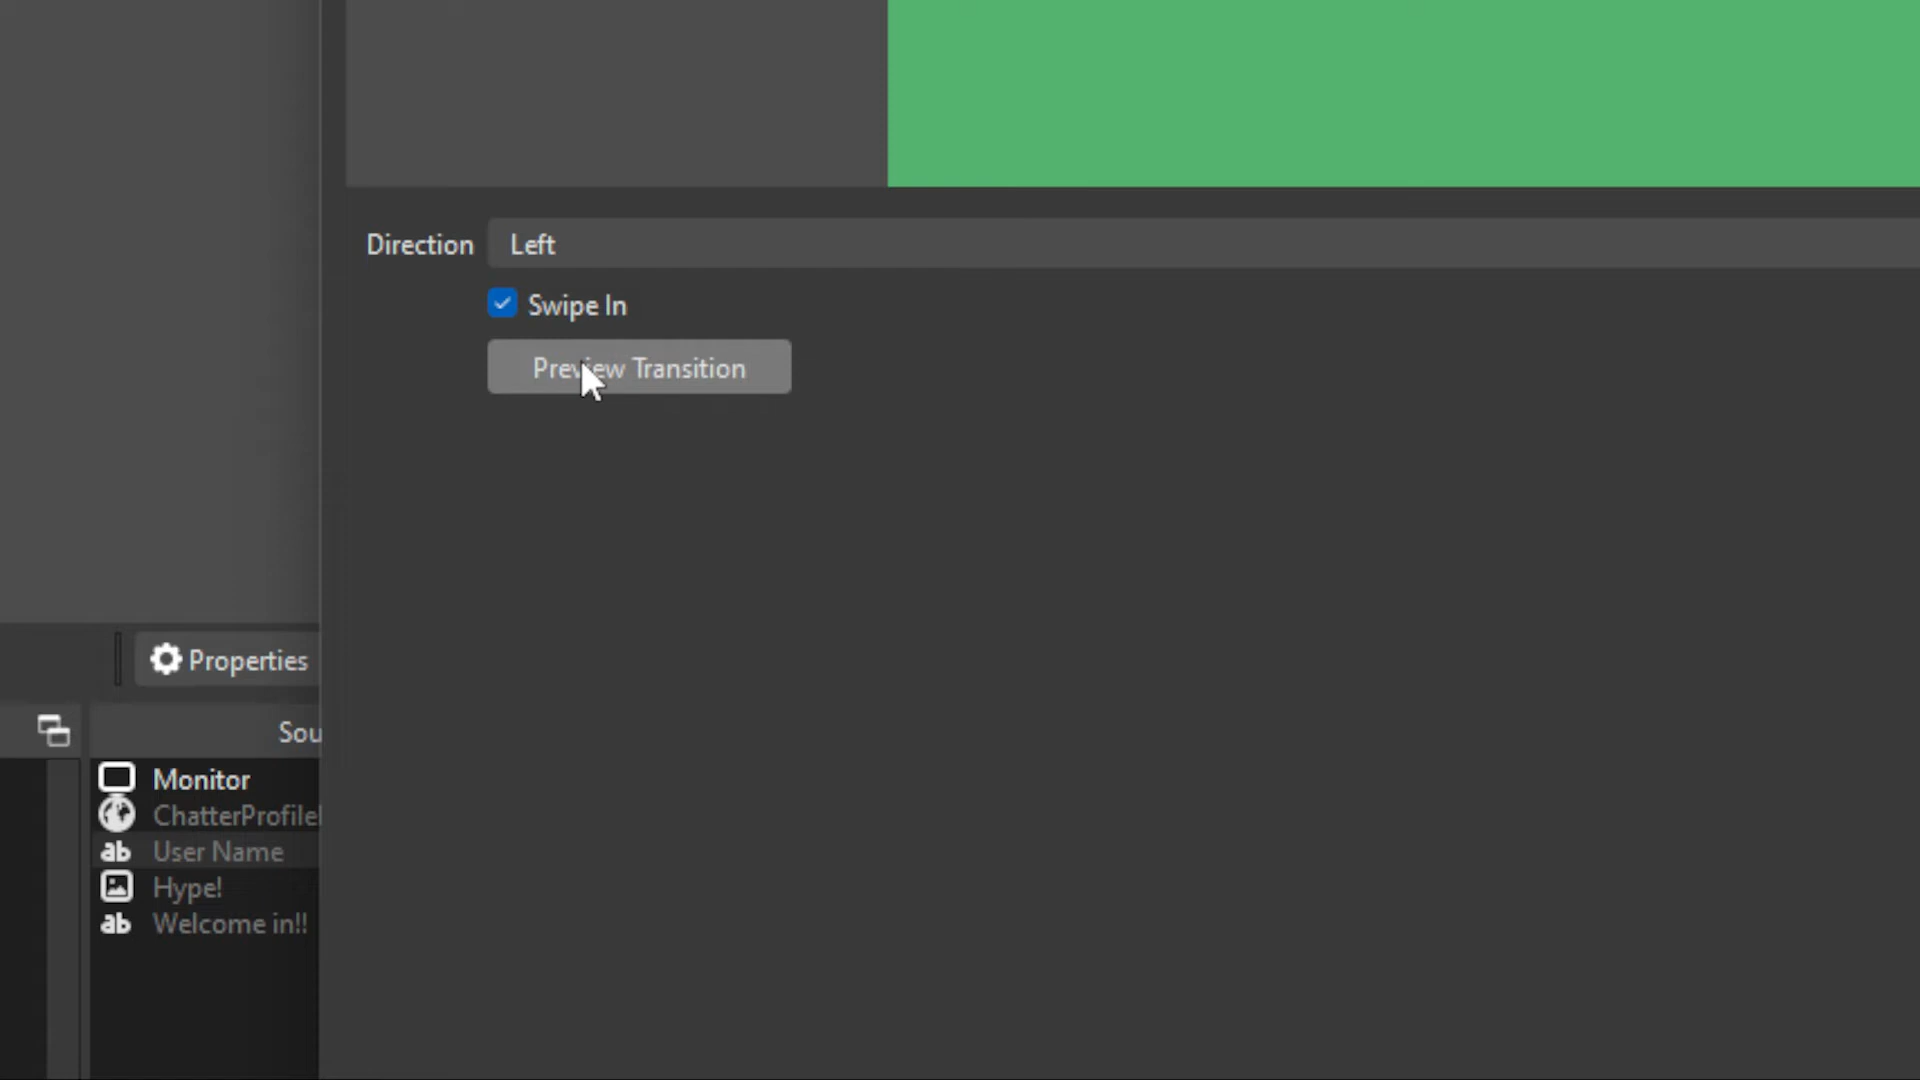 Direction Left
Swipe In
Preview Transition
Properties
Sou
Monitor
ChatterProfile
User Name
Hype!
Welcome in!!